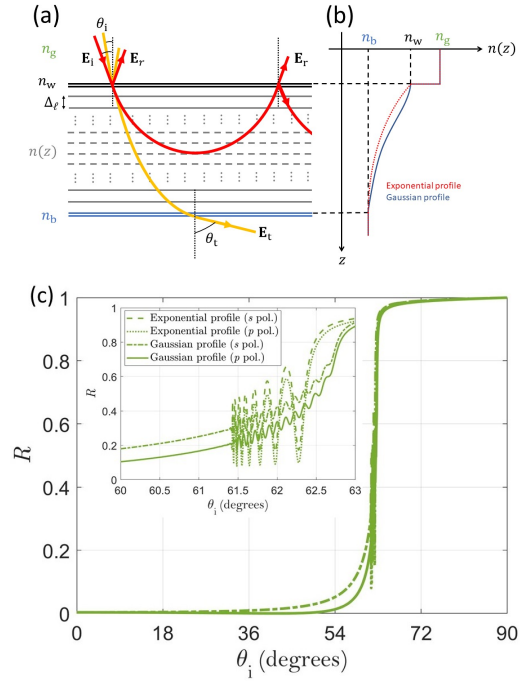 (a)
θi
ng
Ei
Er
Er
nw
Δℓ
n(z)
nb
θt
Et
(b)
nb
nw
ng
n(z)
Exponential profile
Gaussian profile
z
(c)
1
0.8
0.6
0.4
0.2
0
R
0
18
36
54
72
90
θi (degrees)
1
0.8
0.6
0.4
0.2
0
R
Exponential profile (s pol.)
Exponential profile (p pol.)
Gaussian profile (s pol.)
Gaussian profile (p pol.)
60
60.5
61
61.5
62
62.5
63
θi (degrees)